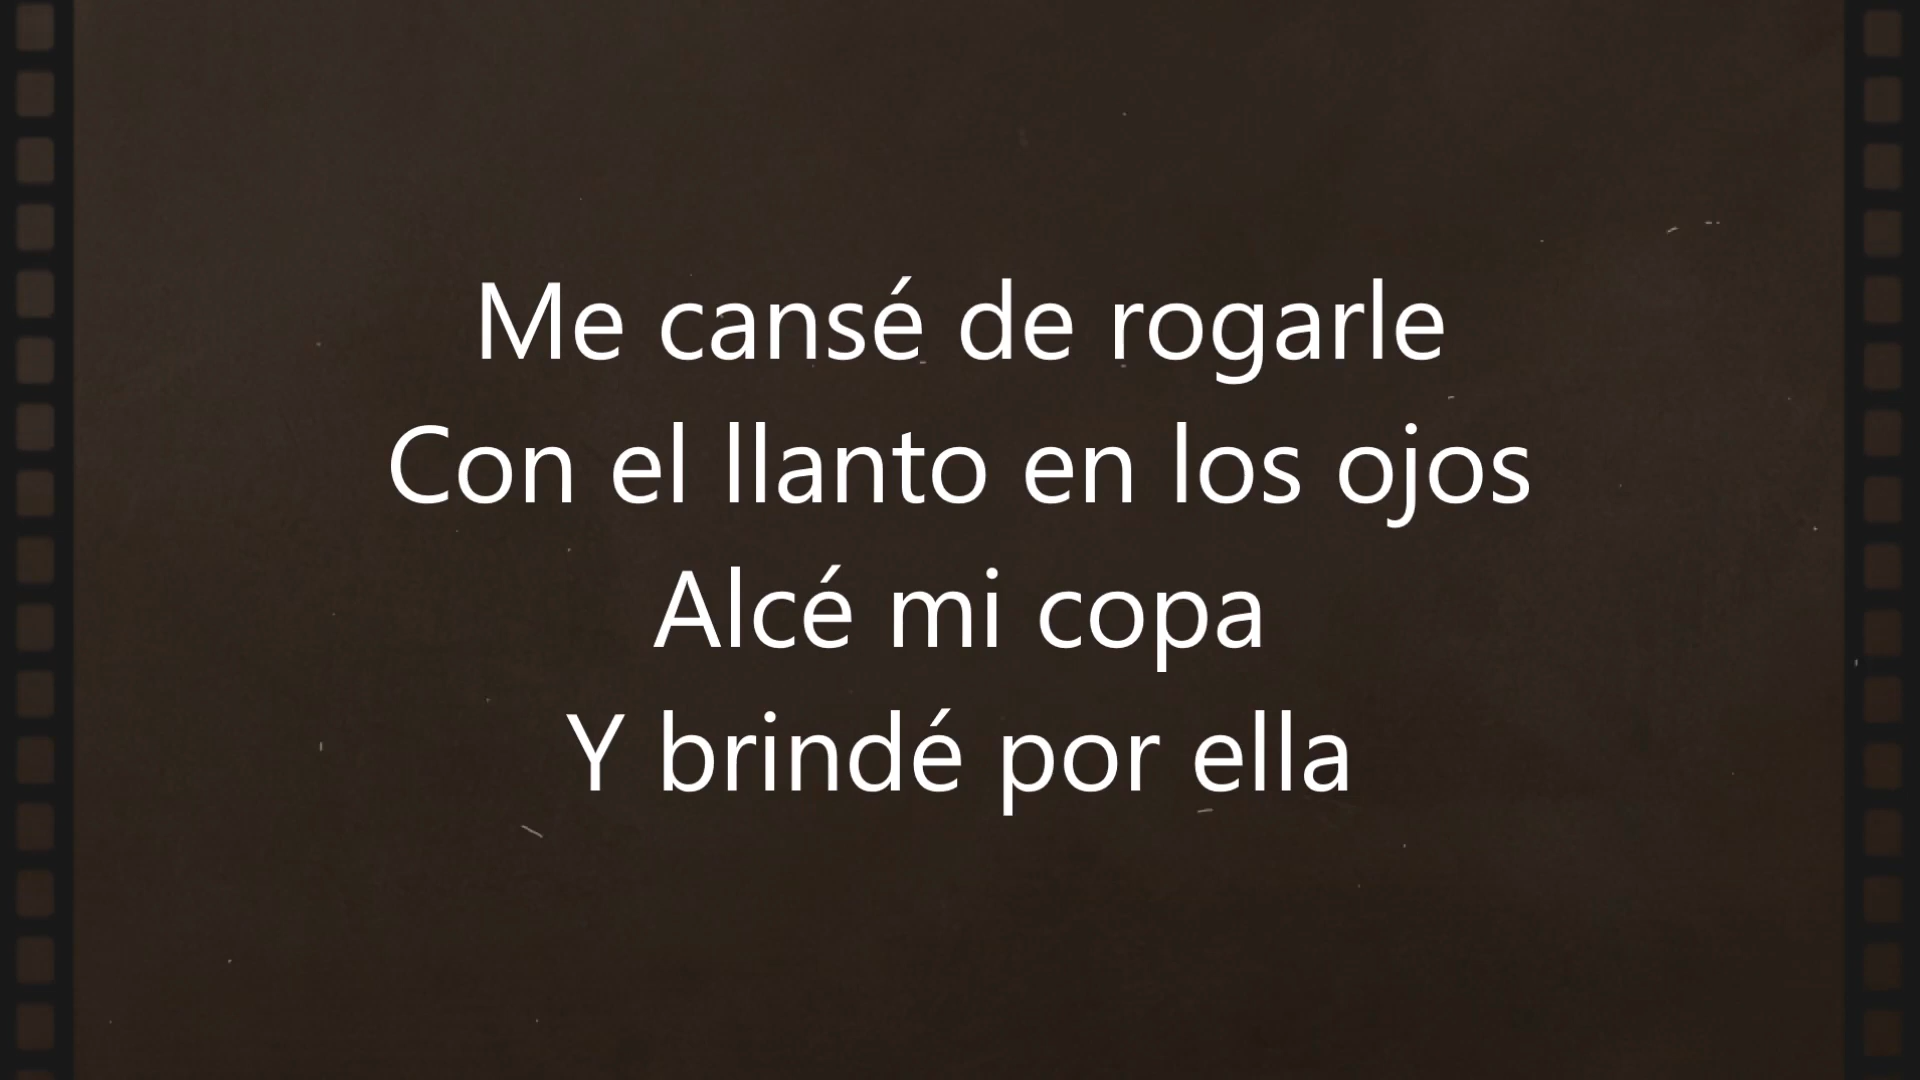 Me cansé de rogarle
Con el llanto en los ojos
Alcé mi copa
Y brindé por ella